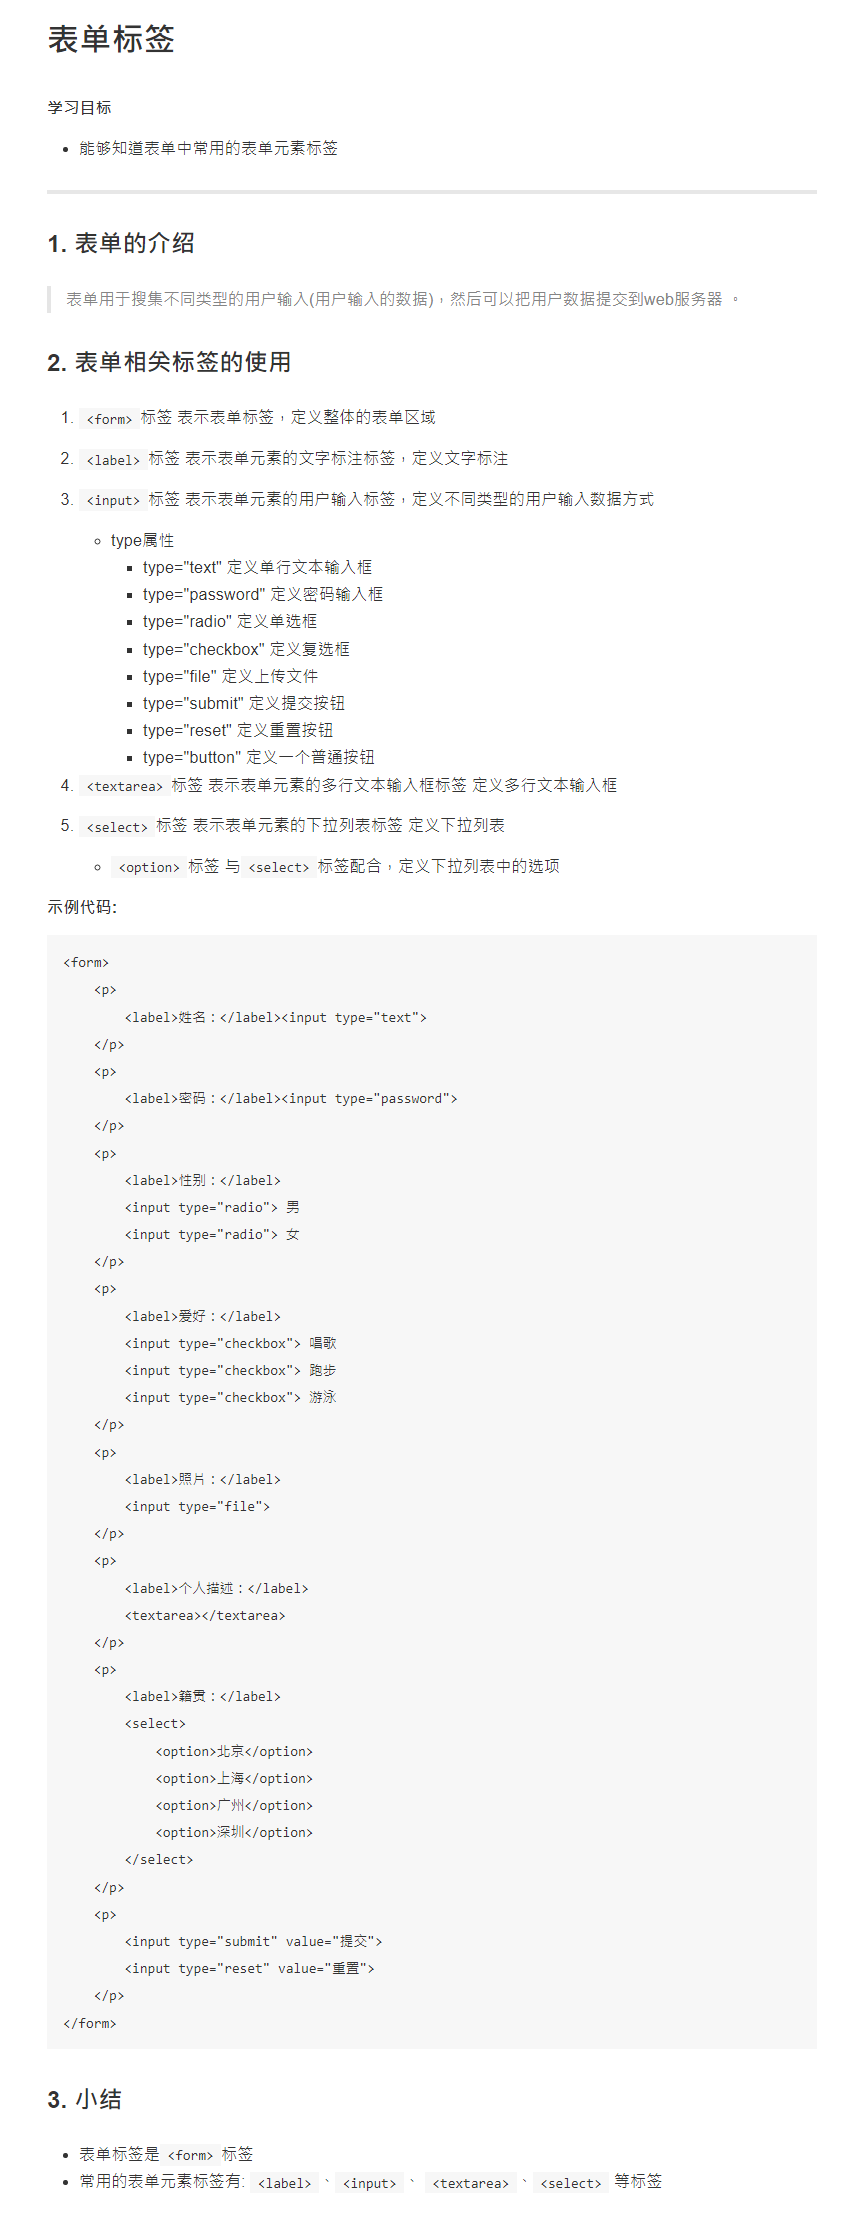 表单标签
学习目标
• 能够知道表单中常用的表单元素标签
1. 表单的介绍
表单用于搜集不同类型的用户输入(用户输入的数据)，然后可以把用户数据提交到web服务器 。
2. 表单相关标签的使用
1. <form> 标签 表示表单标签，定义整体的表单区域
2. <label> 标签 表示表单元素的文字标注标签，定义文字标注
3. <input> 标签 表示表单元素的用户输入标签，定义不同类型的用户输入数据方式
◦ type属性
▪ type="text" 定义单行文本输入框
▪ type="password" 定义密码输入框
▪ type="radio" 定义单选框
▪ type="checkbox" 定义复选框
▪ type="file" 定义上传文件
▪ type="submit" 定义提交按钮
▪ type="reset" 定义重置按钮
▪ type="button" 定义一个普通按钮
4. <textarea> 标签 表示表单元素的多行文本输入框标签 定义多行文本输入框
5. <select> 标签 表示表单元素的下拉列表标签 定义下拉列表
◦ <option> 标签 与 <select> 标签配合，定义下拉列表中的选项
示例代码:
<form>
    <p>
        <label>姓名：</label><input type="text">
    </p>
    <p>
        <label>密码：</label><input type="password">
    </p>
    <p>
        <label>性别：</label>
        <input type="radio"> 男
        <input type="radio"> 女
    </p>
    <p>
        <label>爱好：</label>
        <input type="checkbox"> 唱歌
        <input type="checkbox"> 跑步
        <input type="checkbox"> 游泳
    </p>
    <p>
        <label>照片：</label>
        <input type="file">
    </p>
    <p>
        <label>个人描述：</label>
        <textarea></textarea>
    </p>
    <p>
        <label>籍贯：</label>
        <select>
            <option>北京</option>
            <option>上海</option>
            <option>广州</option>
            <option>深圳</option>
        </select>
    </p>
    <p>
        <input type="submit" value="提交">
        <input type="reset" value="重置">
    </p>
</form>
3. 小结
• 表单标签是 <form> 标签
• 常用的表单元素标签有: <label> 、 <input> 、 <textarea> 、 <select> 等标签